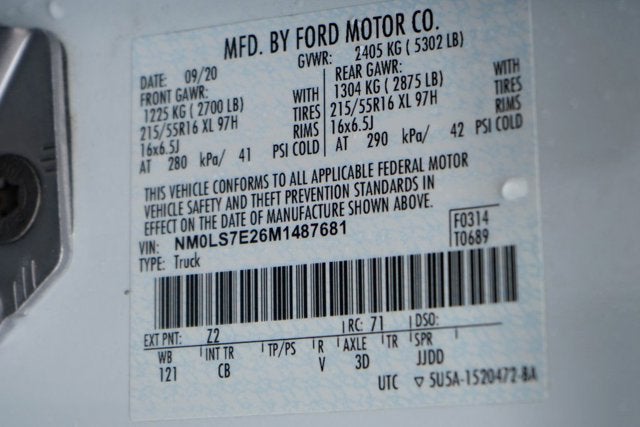 MFD. BY FORD MOTOR CO.
DATE: 09/20 GVWR: 2405 KG ( 5302 LB)
FRONT GAWR: REAR GAWR:
1225 KG ( 2700 LB) WITH 1304 KG ( 2875 LB) WITH
215/55R16 XL 97H TIRES 215/55R16 XL 97H TIRES
16x6.5J RIMS 16x6.5J RIMS
AT 280 kPa/ 41 PSI COLD AT 290 kPa/ 42 PSI COLD
THIS VEHICLE CONFORMS TO ALL APPLICABLE FEDERAL MOTOR
VEHICLE SAFETY AND THEFT PREVENTION STANDARDS IN
EFFECT ON THE DATE OF MANUFACTURE SHOWN ABOVE.
VIN: NM0LS7E26M1487681 F0314
TYPE: Truck T0689
EXT PNT: Z2 RC: 71 DSO:
WB INT TR TP/PS R AXLE TR SPR
121 CB V 3D JJDD
UTC ▽ 5U5A-1520472-BA